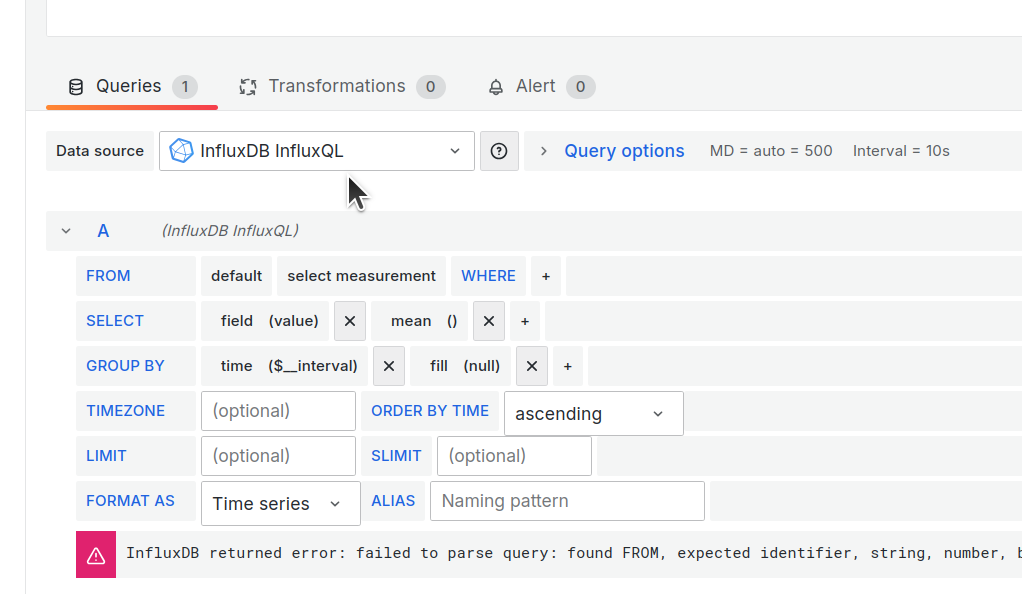 Queries 1 Transformations 0 Alert 0
Data source InfluxDB InfluxQL Query options MD = auto = 500 Interval = 10s
A (InfluxDB InfluxQL)
FROM default select measurement WHERE +
SELECT field (value) × mean () × +
GROUP BY time ($__interval) × fill (null) × +
TIMEZONE (optional) ORDER BY TIME ascending
LIMIT (optional) SLIMIT (optional)
FORMAT AS Time series ALIAS Naming pattern
InfluxDB returned error: failed to parse query: found FROM, expected identifier, string, number,